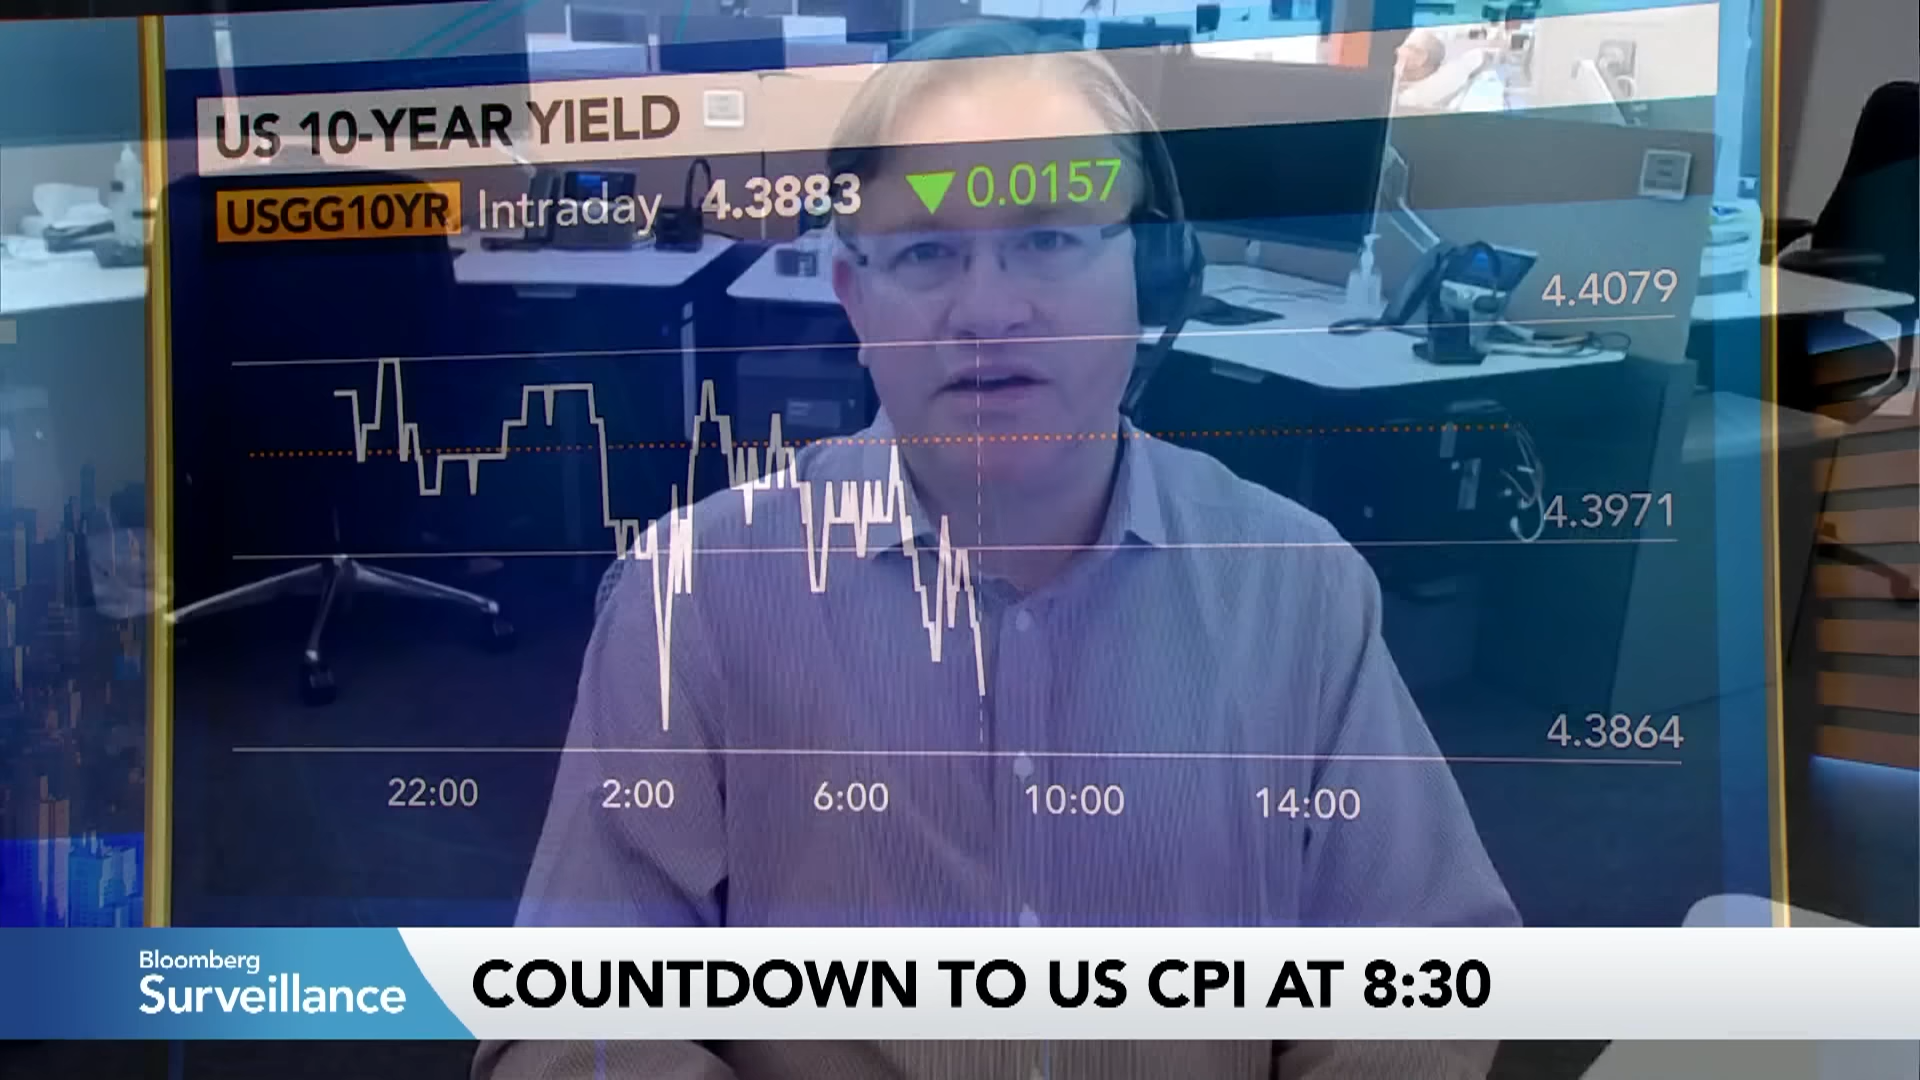 US 10-YEAR YIELD
USGG10YR Intraday 4.3883 ▼0.0157
4.4079
4.3971
4.3864
22:00 2:00 6:00 10:00 14:00
Bloomberg
Surveillance
COUNTDOWN TO US CPI AT 8:30